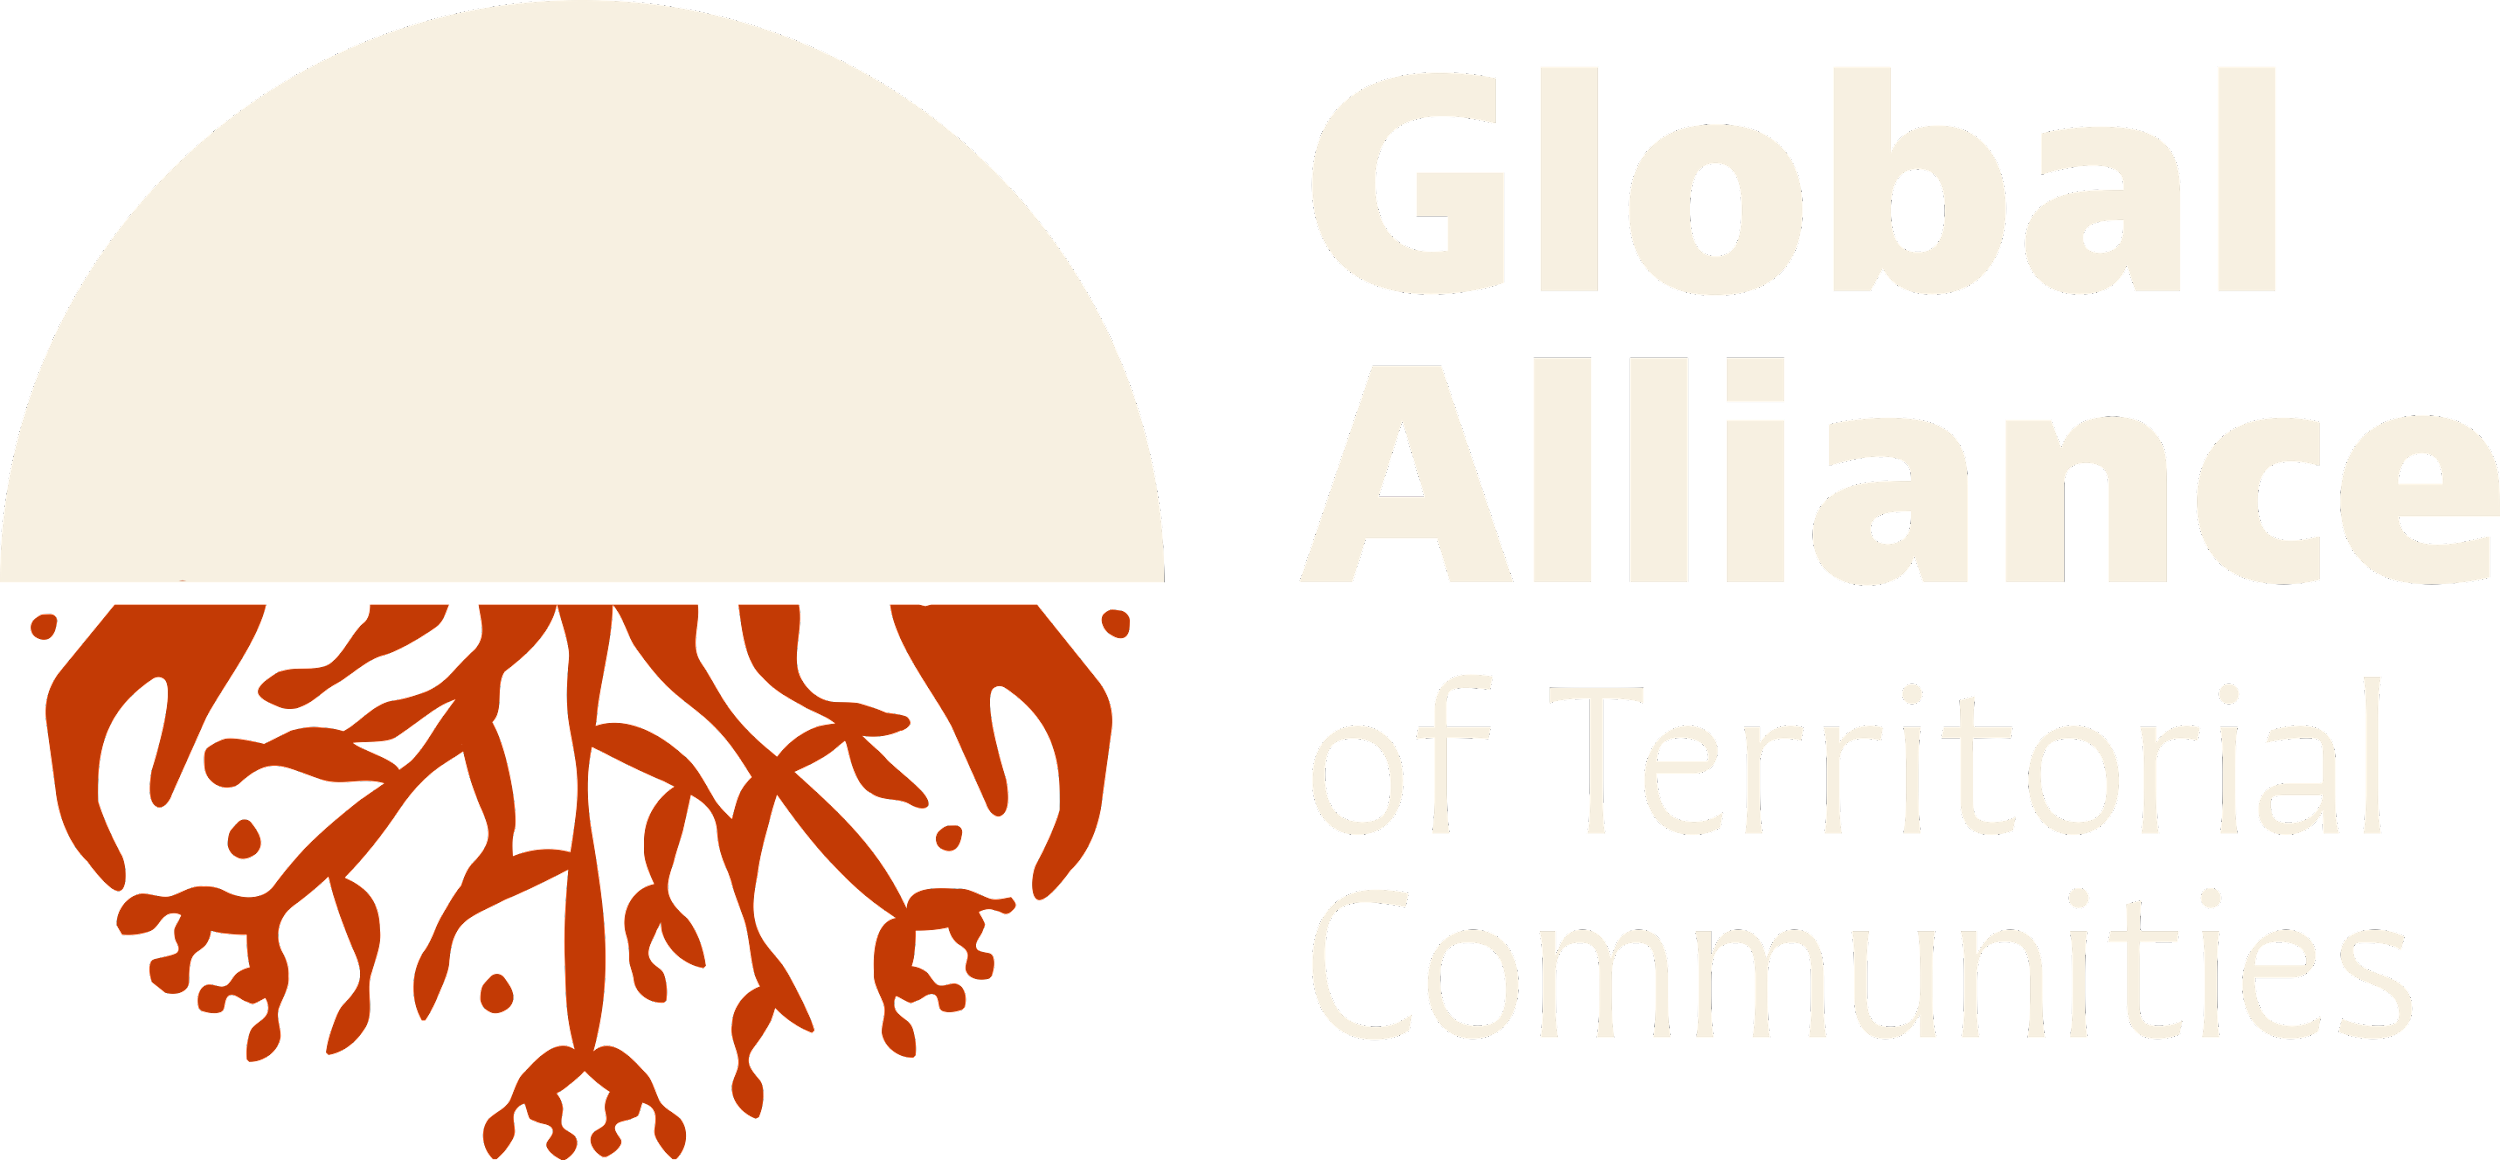 Global
Alliance
of Territorial
Communities